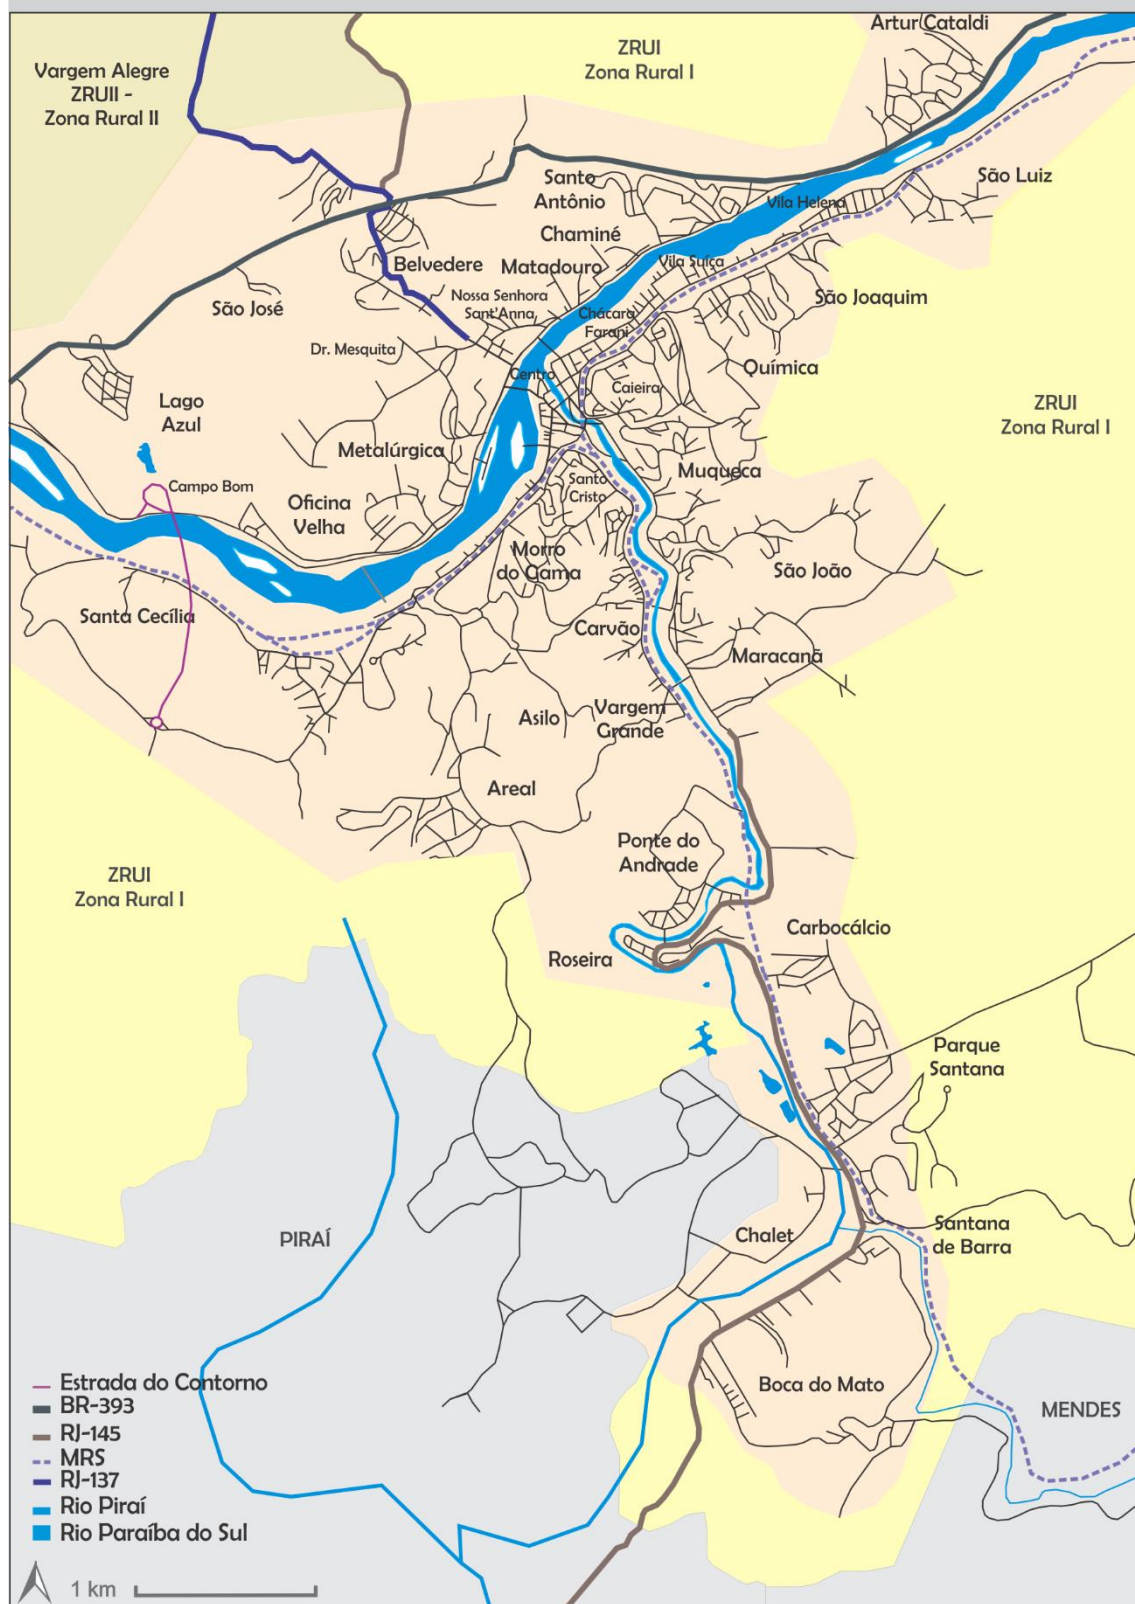 Artur Cataldi
ZRUI
Zona Rural I
Vargem Alegre
ZRUII -
Zona Rural II
Santo
Antônio
São Luiz
Vila Helena
Chaminé
Belvedere
Matadouro
Vila Suíça
São José
Nossa Senhora
Sant'Anna
São Joaquim
Chácara
Farani
Dr. Mesquita
Química
Centro
Caieira
Lago
Azul
ZRUI
Zona Rural I
Metalúrgica
Muqueca
Campo Bom
Santo
Cristo
Oficina
Velha
Morro
do Gama
São João
Santa Cecília
Carvão
Maracanã
Asilo
Vargem
Grande
Areal
Ponte do
Andrade
ZRUI
Zona Rural I
Carbocálcio
Roseira
Parque
Santana
PIRAÍ
Chalet
Santana
de Barra
Boca do Mato
MENDES
Estrada do Contorno
BR-393
RJ-145
MRS
RJ-137
Rio Piraí
Rio Paraíba do Sul
1 km